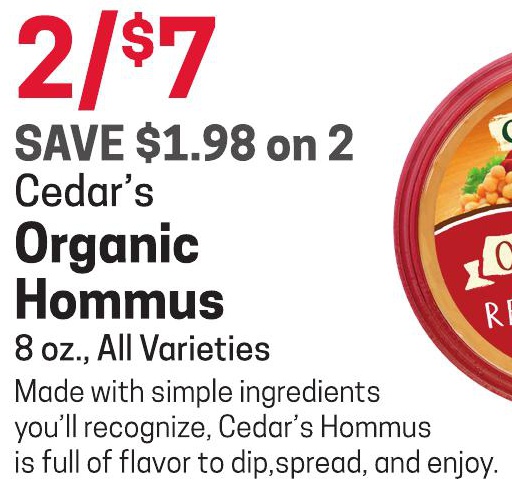 2/$7
SAVE $1.98 on 2
Cedar's
Organic
Hommus
8 oz., All Varieties
Made with simple ingredients
you'll recognize, Cedar's Hommus
is full of flavor to dip,spread, and enjoy.